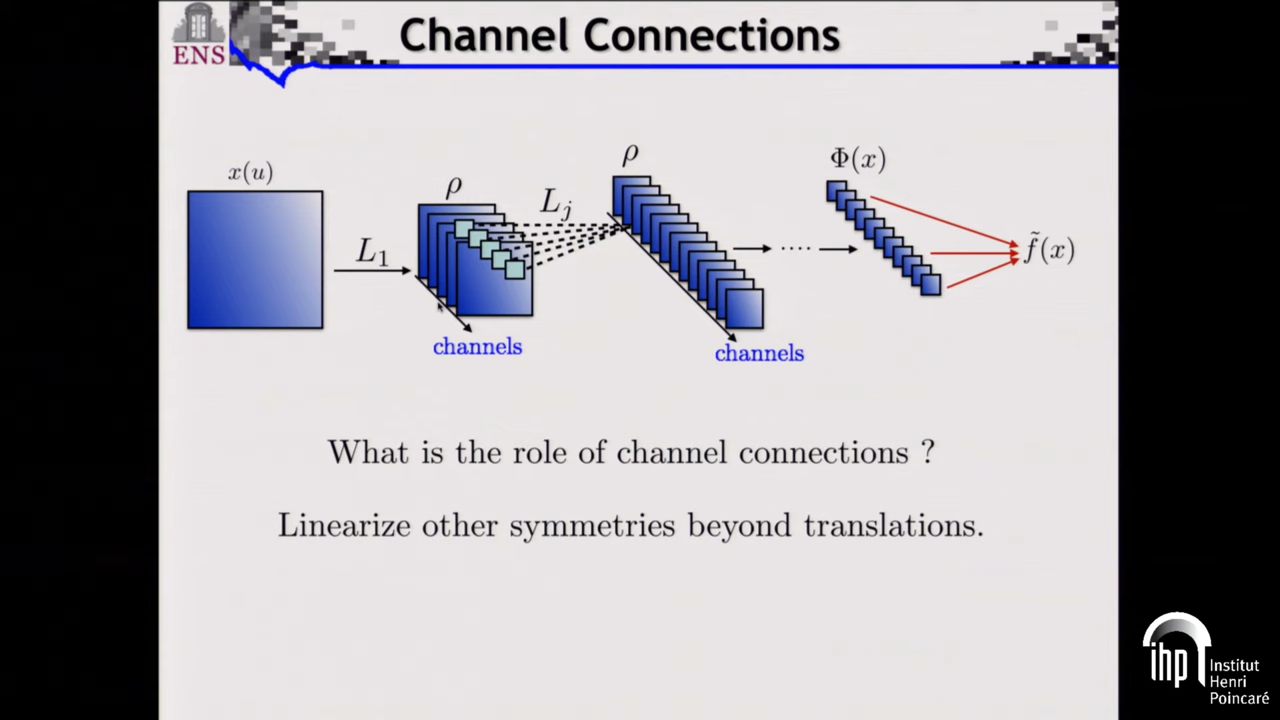 Channel Connections
ENS
x(u)
ρ
L_1
L_j
ρ
Φ(x)
....
f̃(x)
channels
channels
What is the role of channel connections ?
Linearize other symmetries beyond translations.
ihp
Institut
Henri
Poincaré